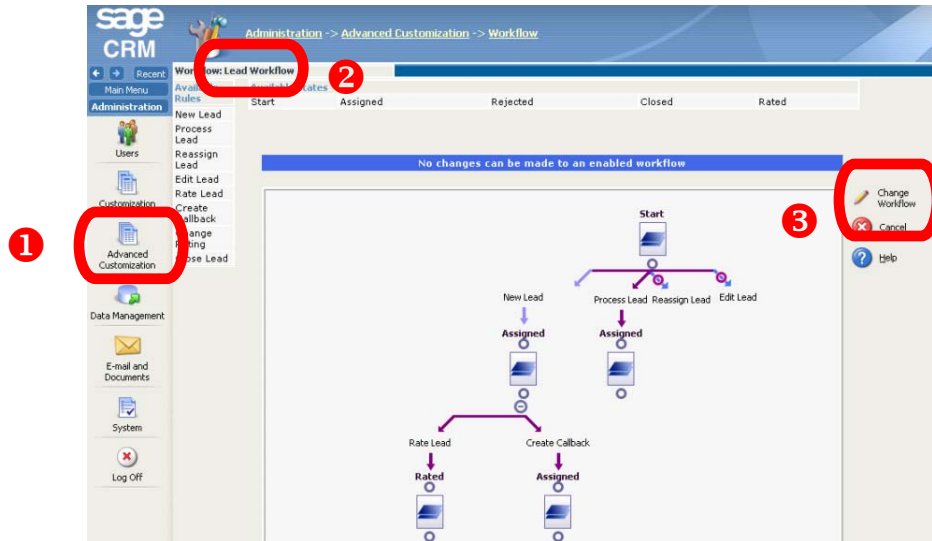 sage
CRM
Administration -> Advanced Customization -> Workflow
Recent
Main Menu
Administration
Users
Customization
Advanced
Customization
Data Management
E-mail and
Documents
System
Log Off
1
Workflow: Lead Workflow
2
Rules
New Lead
Process
Lead
Reassign
Lead
Edit Lead
Rate Lead
Create
Callback
Change
Rating
Close Lead
Start Assigned Rejected Closed Rated
No changes can be made to an enabled workflow
Start
New Lead Process Lead Reassign Lead Edit Lead
Assigned Assigned
Rate Lead Create Callback
Rated Assigned
3
Change
Workflow
Cancel
Help